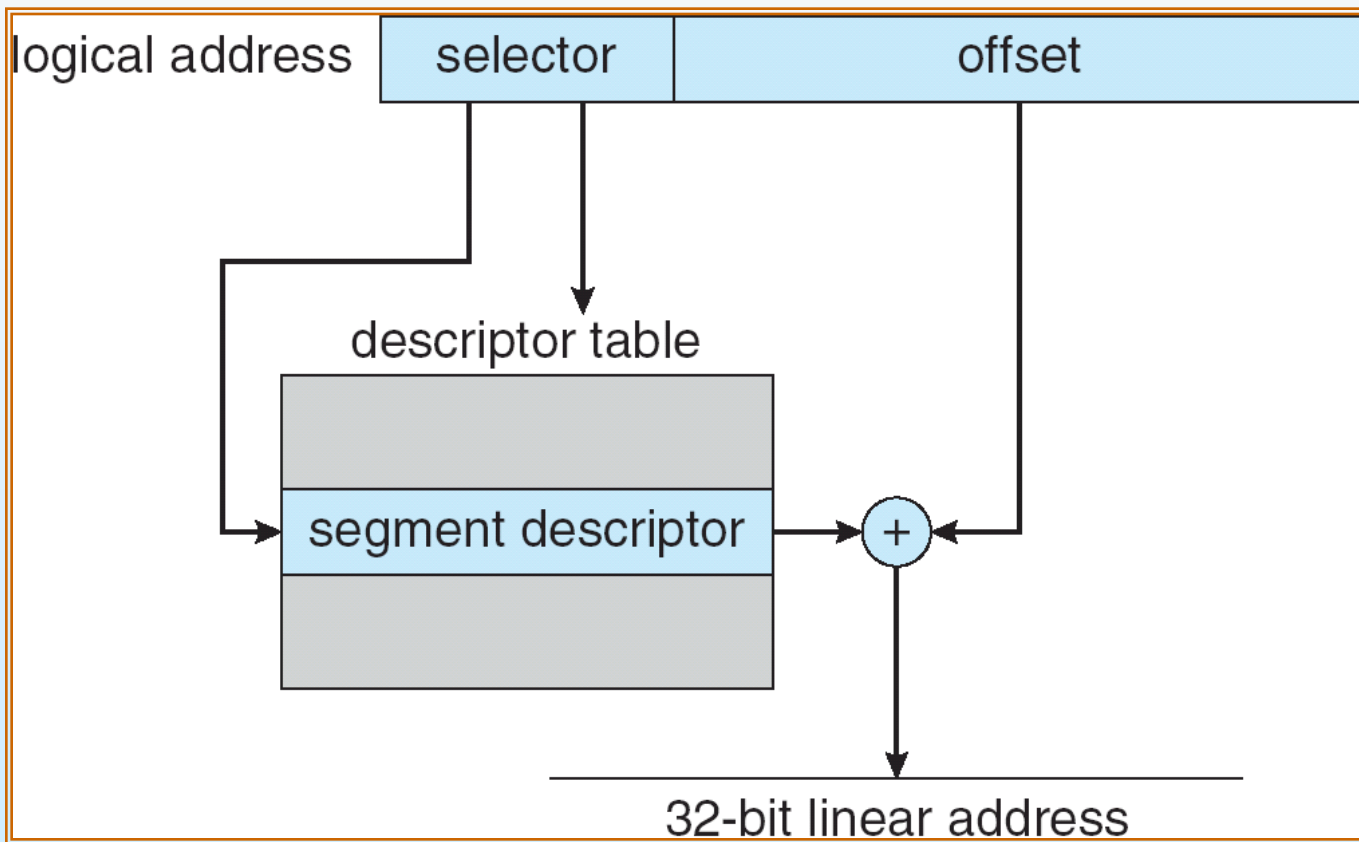 logical address selector offset
descriptor table
segment descriptor +
32-bit linear address